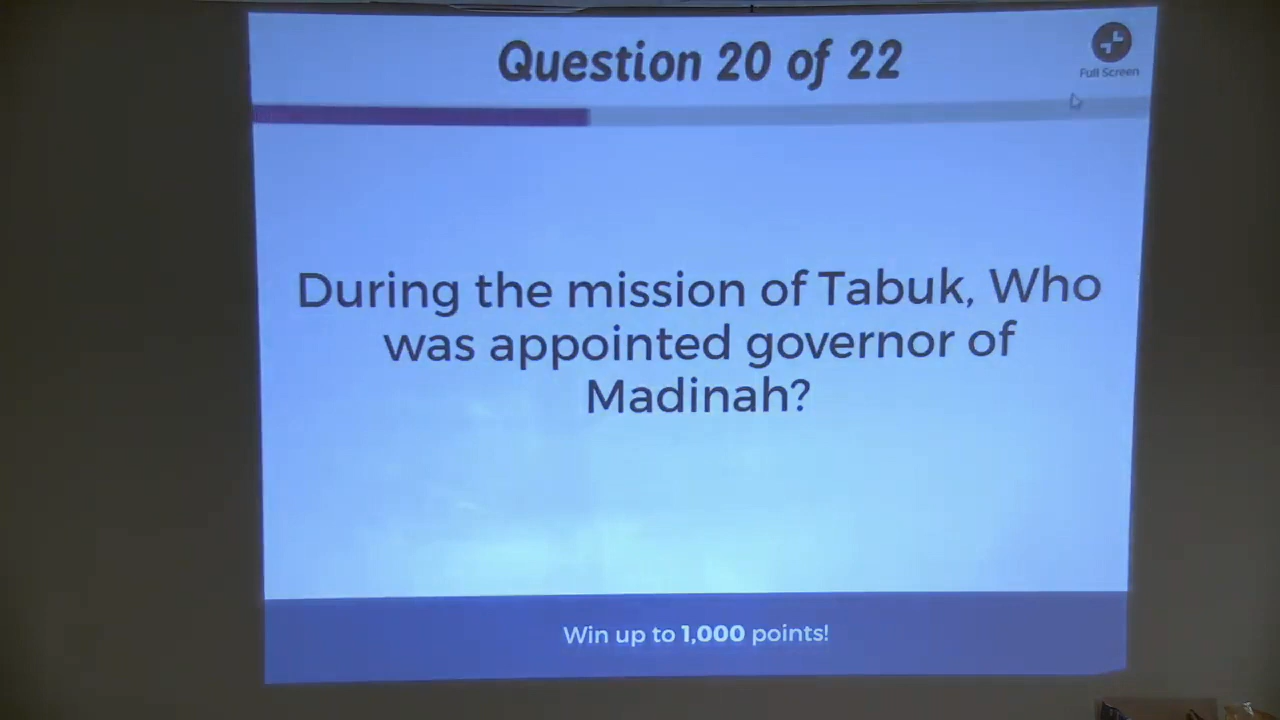 Question 20 of 22
Full Screen
During the mission of Tabuk, Who
was appointed governor of
Madinah?
Win up to 1,000 points!